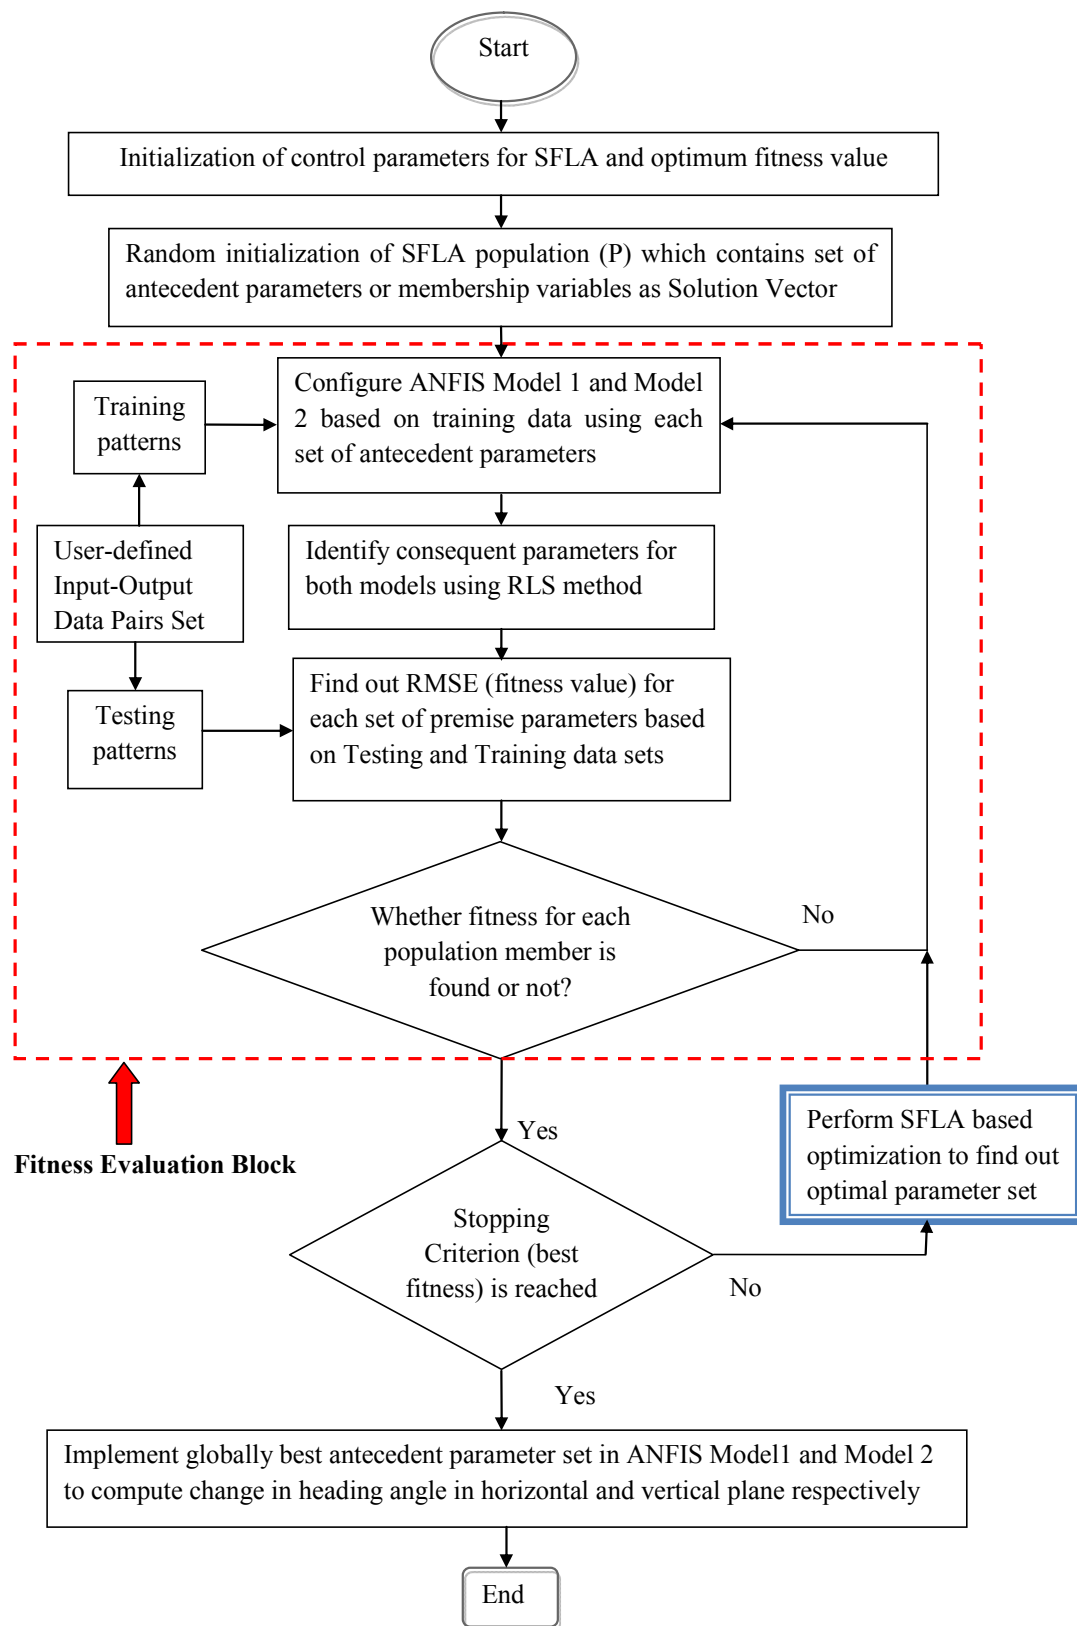 Start
Initialization of control parameters for SFLA and optimum fitness value
Random initialization of SFLA population (P) which contains set of
antecedent parameters or membership variables as Solution Vector
Configure ANFIS Model 1 and Model
2 based on training data using each
set of antecedent parameters
Training
patterns
User-defined
Input-Output
Data Pairs Set
Identify consequent parameters for
both models using RLS method
Testing
patterns
Find out RMSE (fitness value) for
each set of premise parameters based
on Testing and Training data sets
Whether fitness for each
population member is
found or not?
No
Yes
Fitness Evaluation Block
Perform SFLA based
optimization to find out
optimal parameter set
Stopping
Criterion (best
fitness) is reached
No
Yes
Implement globally best antecedent parameter set in ANFIS Model1 and Model 2
to compute change in heading angle in horizontal and vertical plane respectively
End